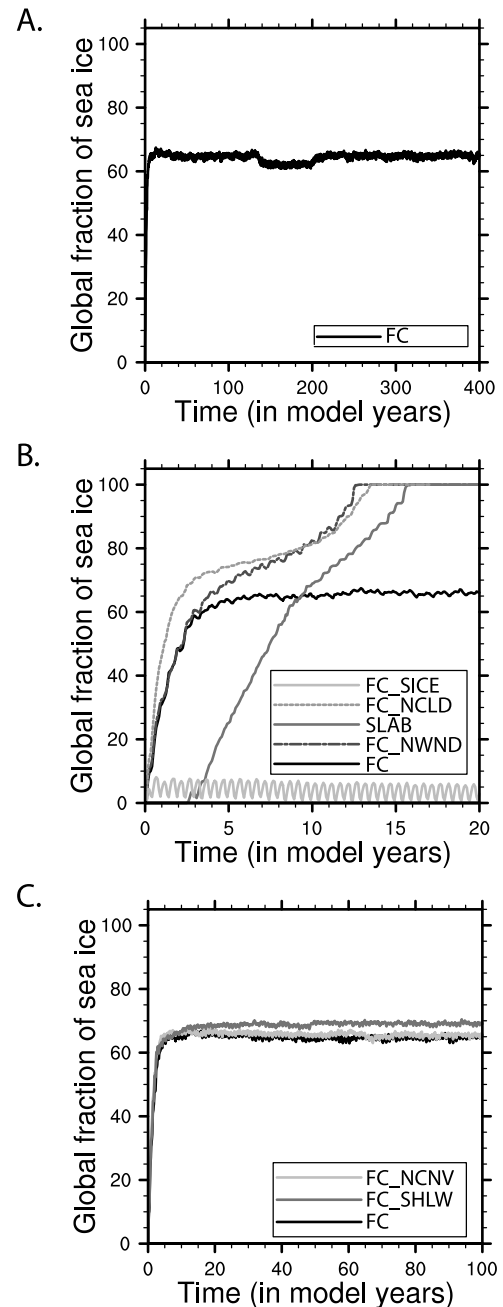 A.
Global fraction of sea ice
100
80
60
40
20
0
FC
0 100 200 300 400
Time (in model years)
B.
Global fraction of sea ice
100
80
60
40
20
0
FC_SICE
FC_NCLD
SLAB
FC_NWND
FC
0 5 10 15 20
Time (in model years)
C.
Global fraction of sea ice
100
80
60
40
20
0
FC_NCNV
FC_SHLW
FC
0 20 40 60 80 100
Time (in model years)